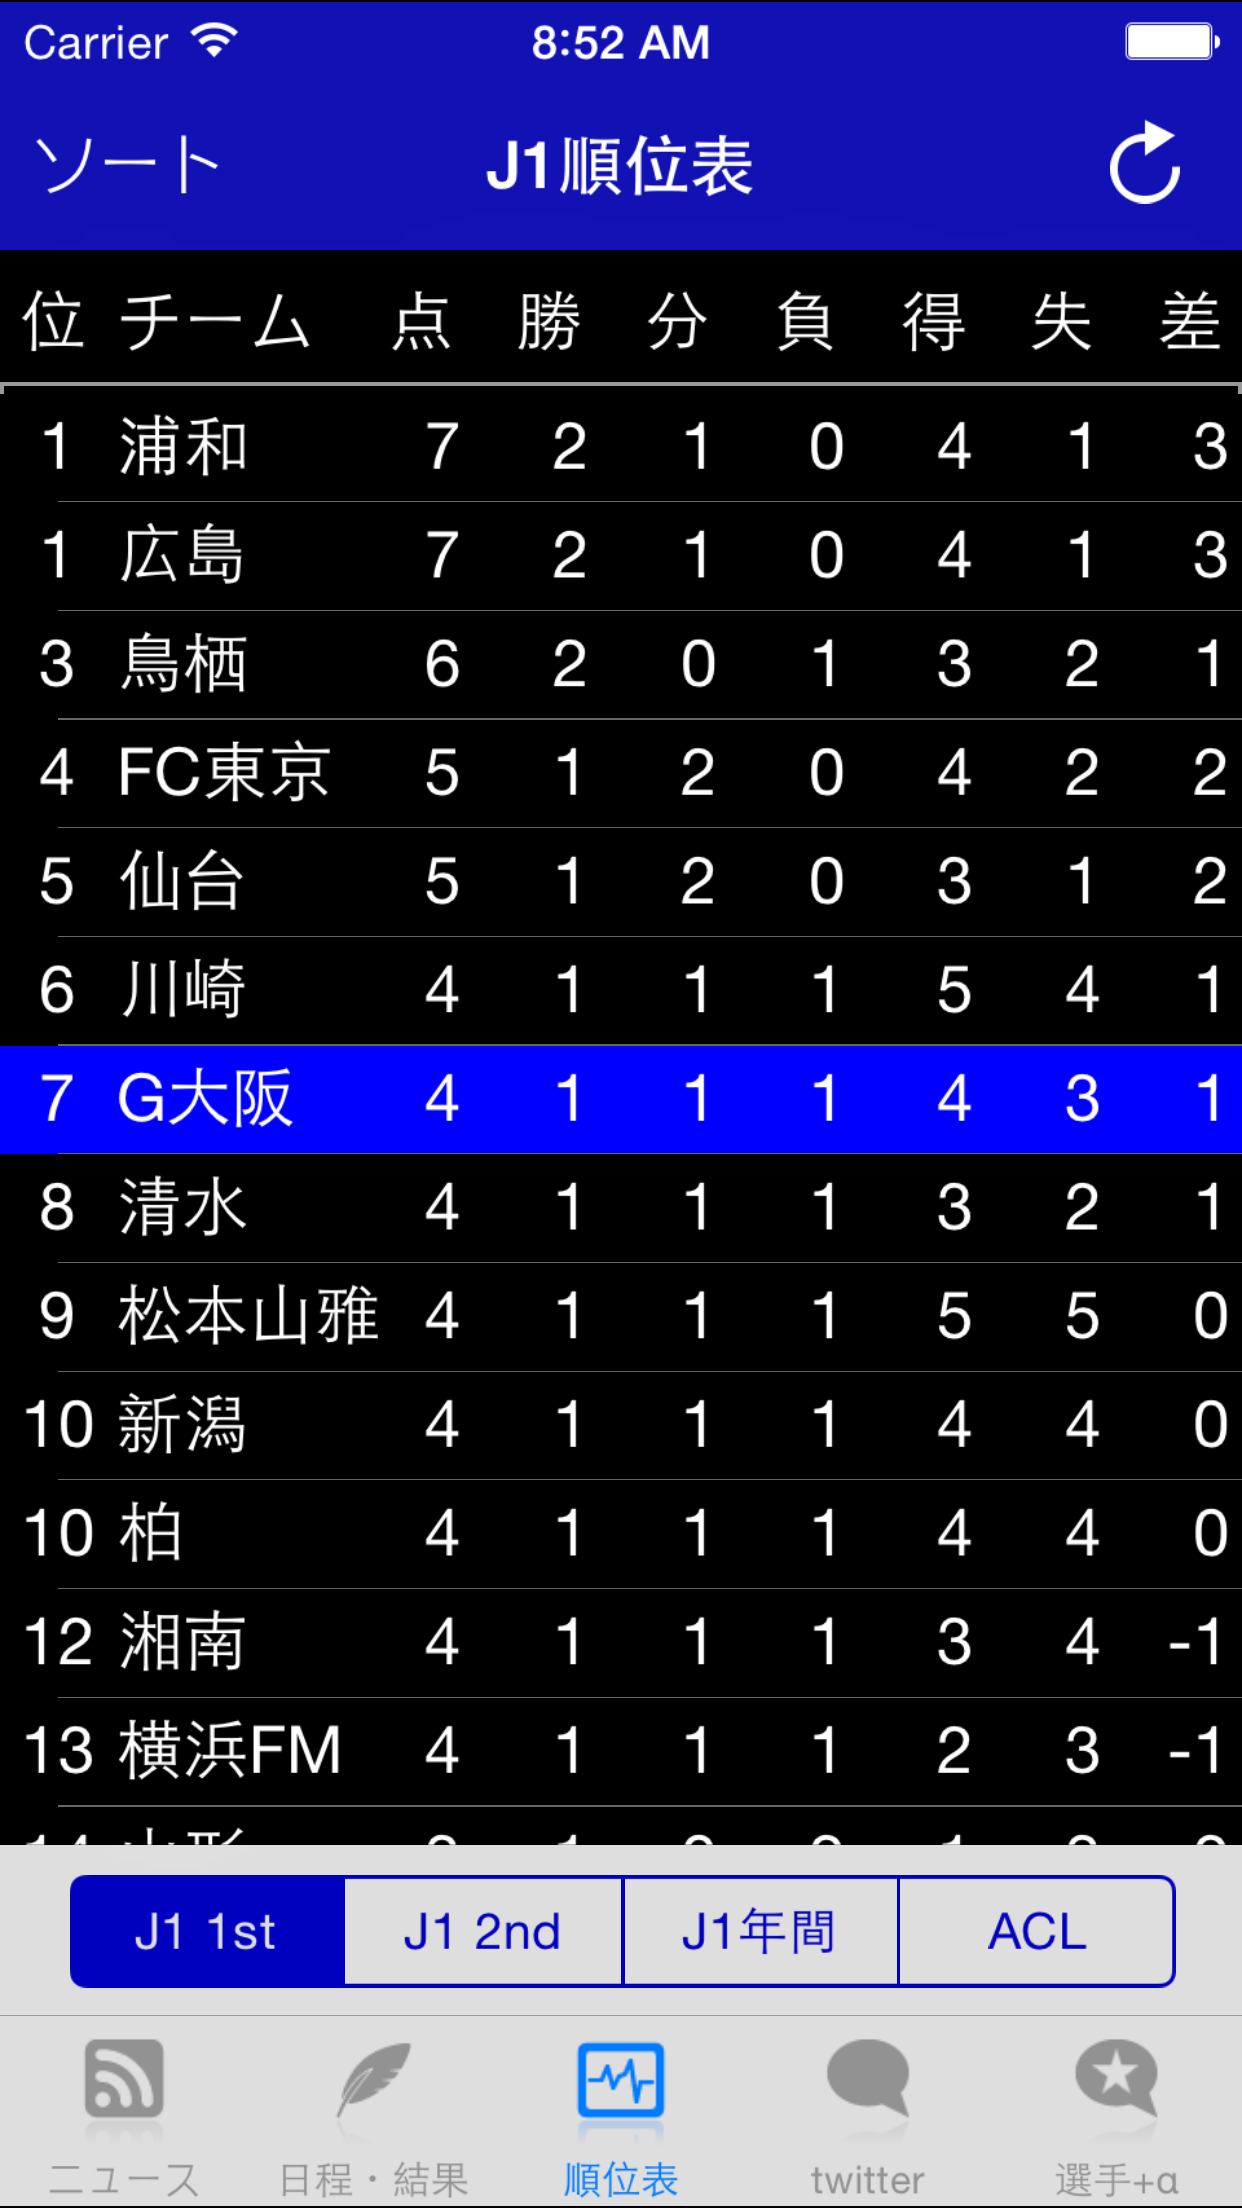 Carrier 8:52 AM
ソート J1順位表
位 チーム 点 勝 分 負 得 失 差
1 浦和 7 2 1 0 4 1 3
1 広島 7 2 1 0 4 1 3
3 鳥栖 6 2 0 1 3 2 1
4 FC東京 5 1 2 0 4 2 2
5 仙台 5 1 2 0 3 1 2
6 川崎 4 1 1 1 5 4 1
7 G大阪 4 1 1 1 4 3 1
8 清水 4 1 1 1 3 2 1
9 松本山雅 4 1 1 1 5 5 0
10 新潟 4 1 1 1 4 4 0
10 柏 4 1 1 1 4 4 0
12 湘南 4 1 1 1 3 4 -1
13 横浜FM 4 1 1 1 2 3 -1
J1 1st J1 2nd J1年間 ACL
ニュース 日程・結果 順位表 twitter 選手+α